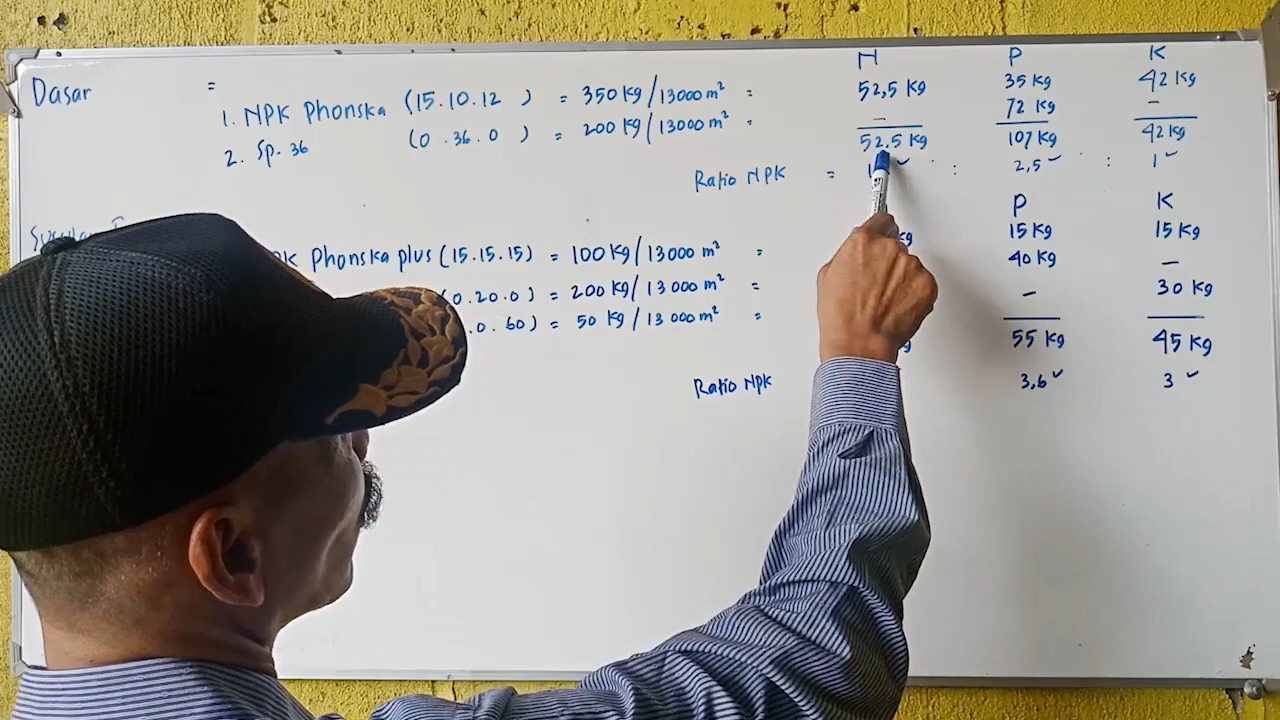 N P K
Dasar =
1. NPK Phonska (15.10.12 ) = 350 Kg/13000 m² = 52,5 Kg 35 Kg 42 Kg
2. Sp. 36 (0.36.0 ) = 200 Kg/13000 m² = - 72 Kg -
52,5 Kg 107 Kg 42 Kg
Ratio NPK = : 2,5 ✓ : 1 ✓
P K
Phonska plus (15.15.15) = 100 Kg/13000 m² = Kg 15 Kg 15 Kg
0.20.0) = 200 Kg/13000 m² = 40 Kg -
.0.60) = 50 Kg/13000 m² = - 30 Kg
55 Kg 45 Kg
Ratio NPK 3,6 ✓ 3 ✓